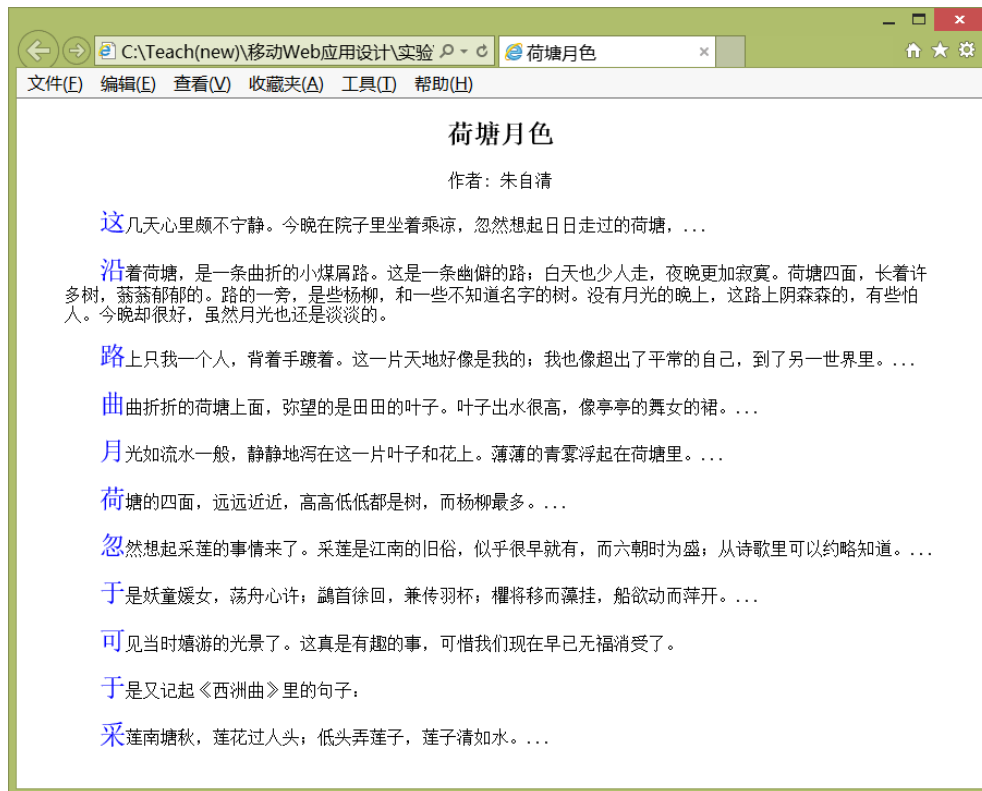 C:\Teach(new)\移动Web应用设计\实验
荷塘月色
文件(F) 编辑(E) 查看(V) 收藏夹(A) 工具(T) 帮助(H)
荷塘月色
作者: 朱自清
这几天心里颇不宁静。今晚在院子里坐着乘凉，忽然想起日日走过的荷塘，...
沿着荷塘，是一条曲折的小煤屑路。这是一条幽僻的路；白天也少人走，夜晚更加寂寞。荷塘四面，长着许
多树，蓊蓊郁郁的。路的一旁，是些杨柳，和一些不知道名字的树。没有月光的晚上，这路上阴森森的，有些怕
人。今晚却很好，虽然月光也还是淡淡的。
路上只我一个人，背着手踱着。这一片天地好像是我的；我也像超出了平常的自己，到了另一世界里。...
曲曲折折的荷塘上面，弥望的是田田的叶子。叶子出水很高，像亭亭的舞女的裙。...
月光如流水一般，静静地泻在这一片叶子和花上。薄薄的青雾浮起在荷塘里。...
荷塘的四面，远远近近，高高低低都是树，而杨柳最多。...
忽然想起采莲的事情来了。采莲是江南的旧俗，似乎很早就有，而六朝时为盛；从诗歌里可以约略知道。...
于是妖童媛女，荡舟心许；鷁首徐回，兼传羽杯；欋将移而藻挂，船欲动而萍开。...
可见当时嬉游的光景了。这真是有趣的事，可惜我们现在早已无福消受了。
于是又记起《西洲曲》里的句子：
采莲南塘秋，莲花过人头；低头弄莲子，莲子清如水。...